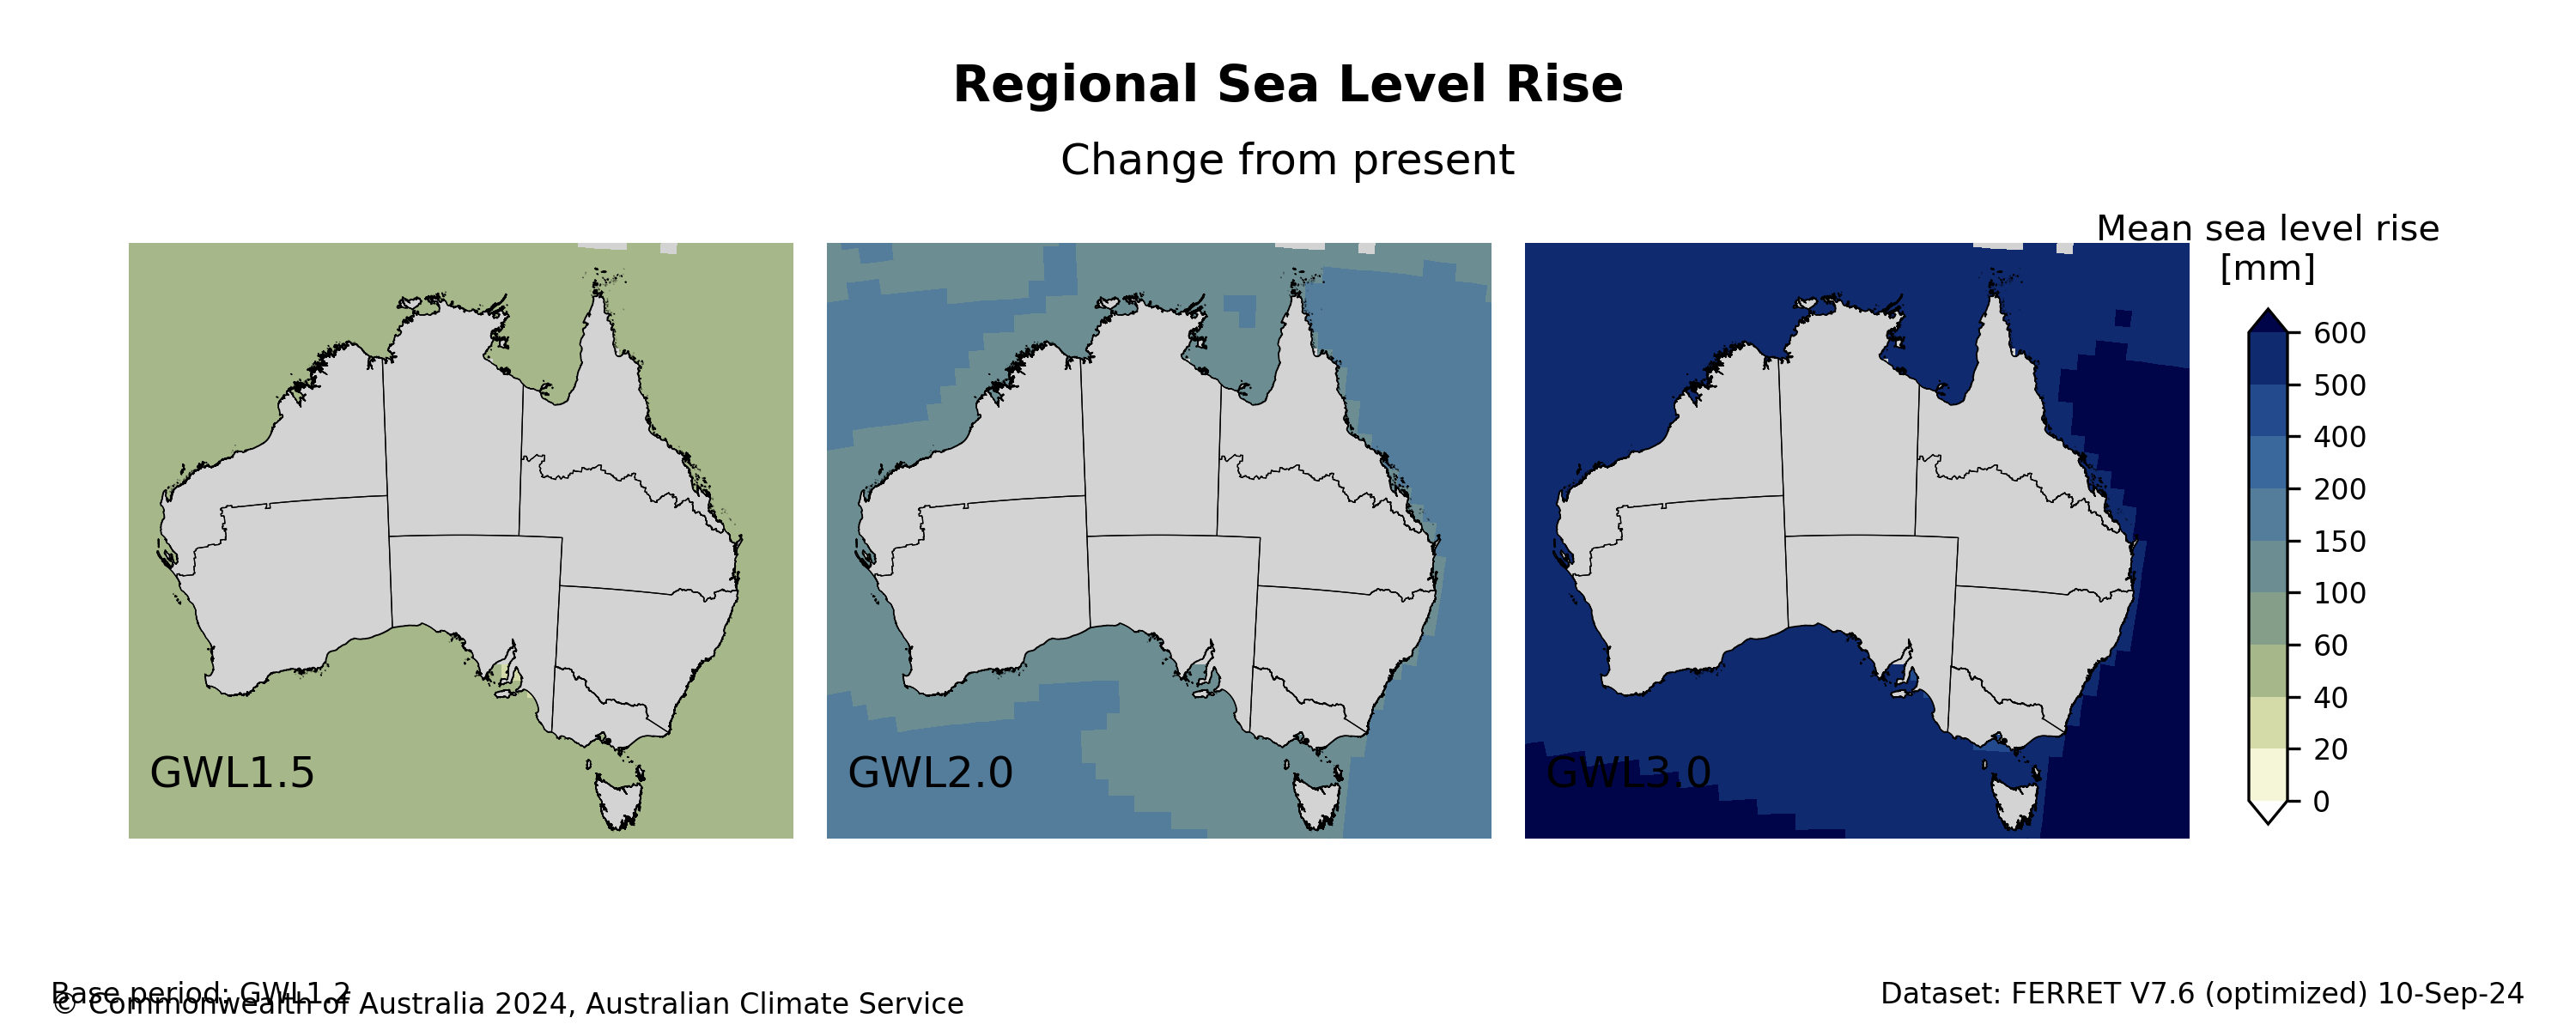 Regional Sea Level Rise
Change from present
Mean sea level rise
[mm]
600
500
400
200
150
100
60
40
20
0
GWL1.5
GWL2.0
GWL3.0
Base period: GWL1.2
© Commonwealth of Australia 2024, Australian Climate Service
Dataset: FERRET V7.6 (optimized) 10-Sep-24